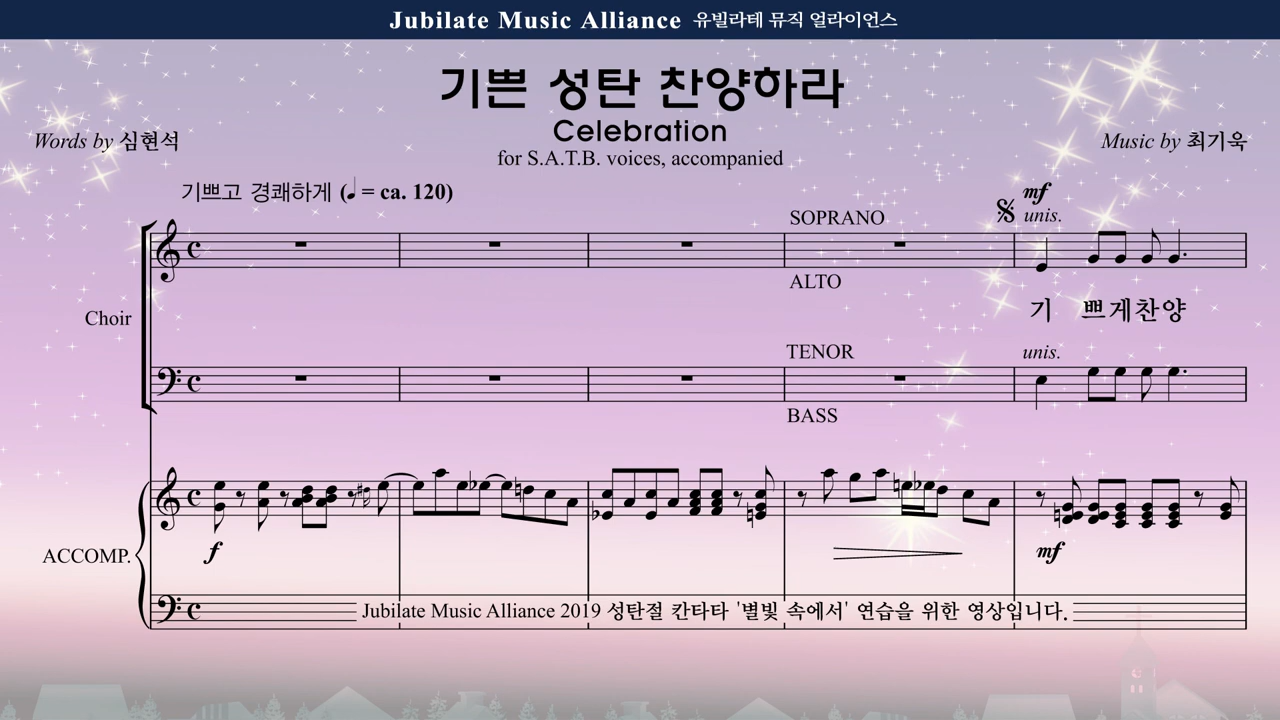 Jubilate Music Alliance 유빌라테 뮤직 얼라이언스
기쁜 성탄 찬양하라
Celebration
Words by 심현석
Music by 최기욱
for S.A.T.B. voices, accompanied
기쁘고 경쾌하게 (♩ = ca. 120)
mf
SOPRANO
unis.
ALTO
Choir
기 쁘게찬양
TENOR
unis.
BASS
f
mf
ACCOMP.
Jubilate Music Alliance 2019 성탄절 칸타타 '별빛 속에서' 연습을 위한 영상입니다.